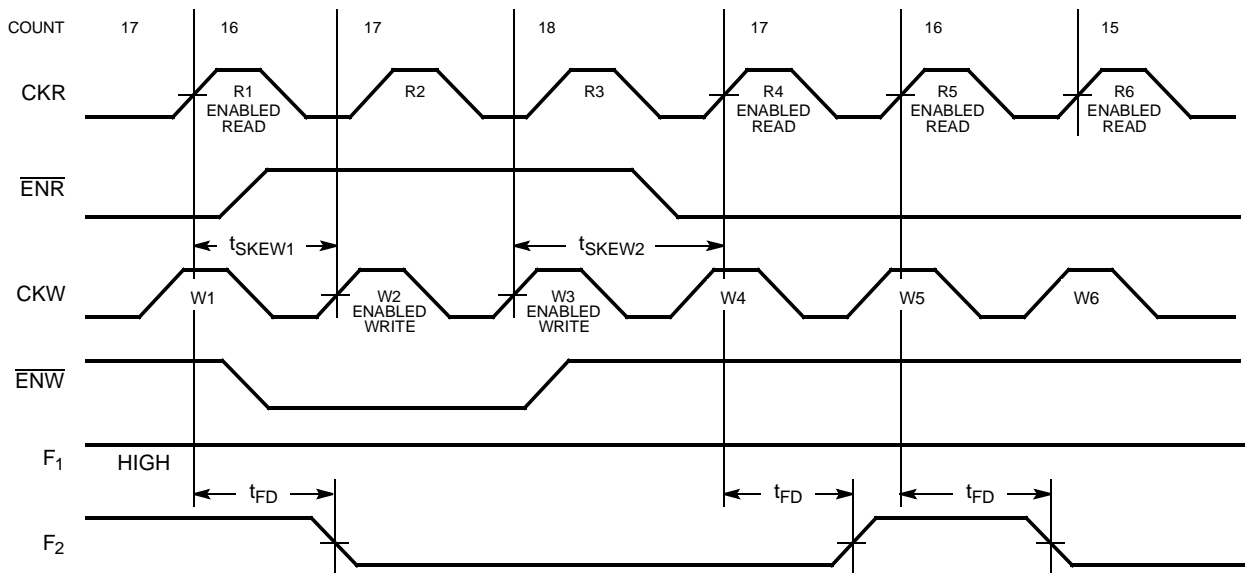 COUNT 17 16 17 18 17 16 15
CKR
R1 ENABLED READ
R2
R3
R4 ENABLED READ
R5 ENABLED READ
R6 ENABLED READ
ENR
tSKEW1
tSKEW2
CKW
W1
W2 ENABLED WRITE
W3 ENABLED WRITE
W4
W5
W6
ENW
F1 HIGH
tFD
tFD
tFD
F2